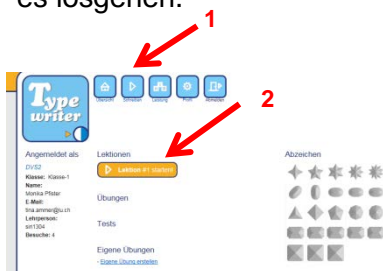 es losgehen:
1
Type
writer
Übersicht Schreiben Leistung Profil Abmelden
2
Angemeldet als
DV52
Klasse: Klasse-1
Name:
Monika Pfister
E-Mail:
tina.ammer@lu.ch
Lehrperson:
sin1304
Besuche: 4
Lektionen
Lektion #1 starten!
Übungen
Tests
Eigene Übungen
- Eigene Übung erstellen
Abzeichen